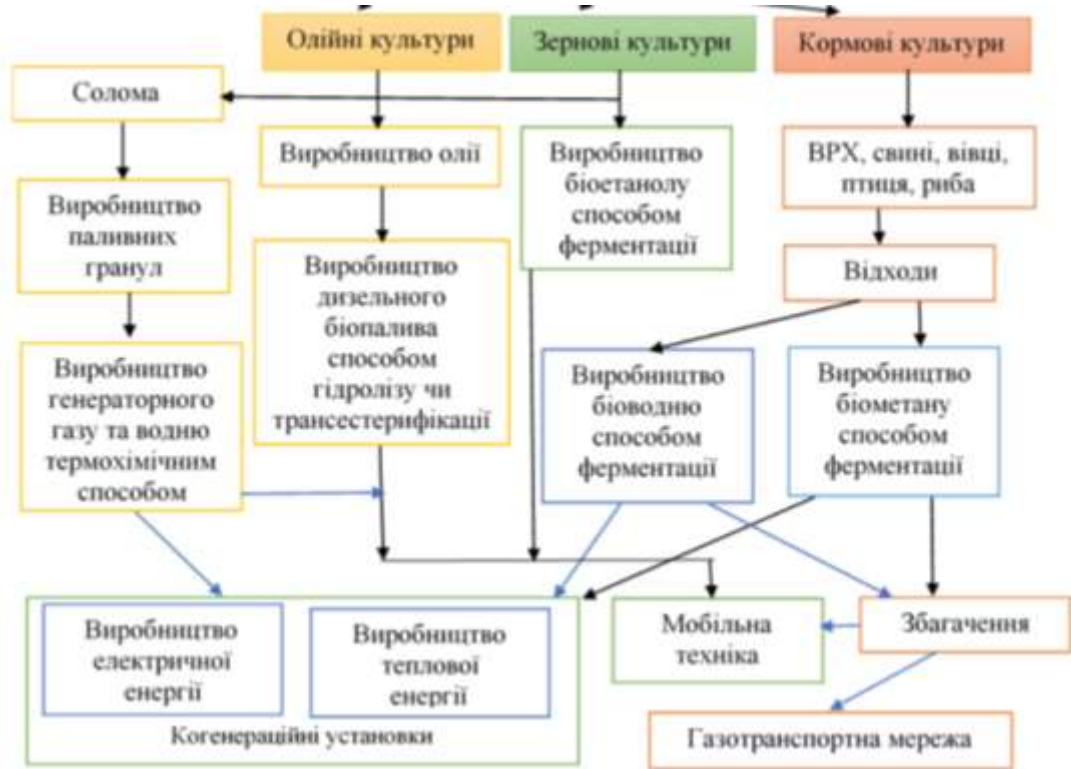 Олійні культури
Зернові культури
Кормові культури
Солома
Виробництво олії
Виробництво
біоетанолу
способом
ферментації
ВРХ, свині, вівці,
птиця, риба
Виробництво
паливних
гранул
Виробництво
дизельного
біопалива
способом
гідролізу чи
трансестерифікації
Відходи
Виробництво
генераторного
газу та водню
термохімічним
способом
Виробництво
біоводню
способом
ферментації
Виробництво
біометану
способом
ферментації
Виробництво
електричної
енергії
Виробництво
теплової
енергії
Когенераційні установки
Мобільна
техніка
Збагачення
Газотранспортна мережа